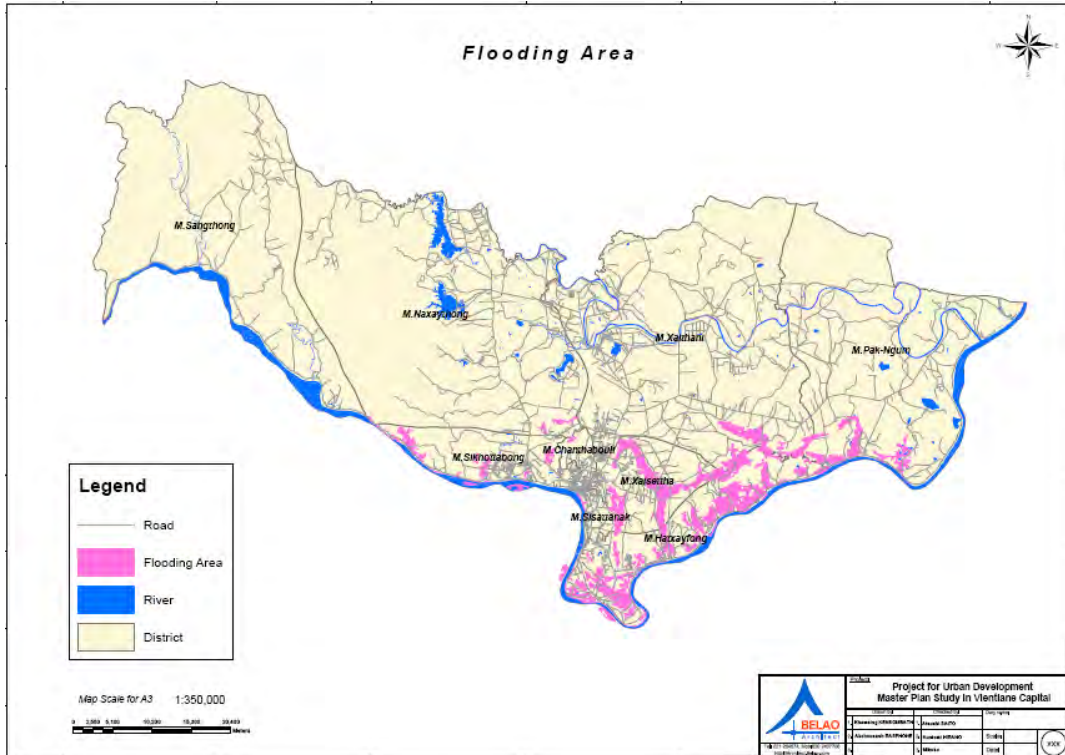 Flooding Area
N
W
E
S
M.Sangthong
M.Naxaythong
M.Xaithani
M.Pak-Ngum
M.Sikhottabong
M.Chanthabouli
M.Xaisettha
M.Sisattanak
M.Hatxayfong
Legend
Road
Flooding Area
River
District
Map Scale for A3 1:350,000
Meters
BELAO
Project for Urban Development
Master Plan Study in Vientiane Capital
XXX